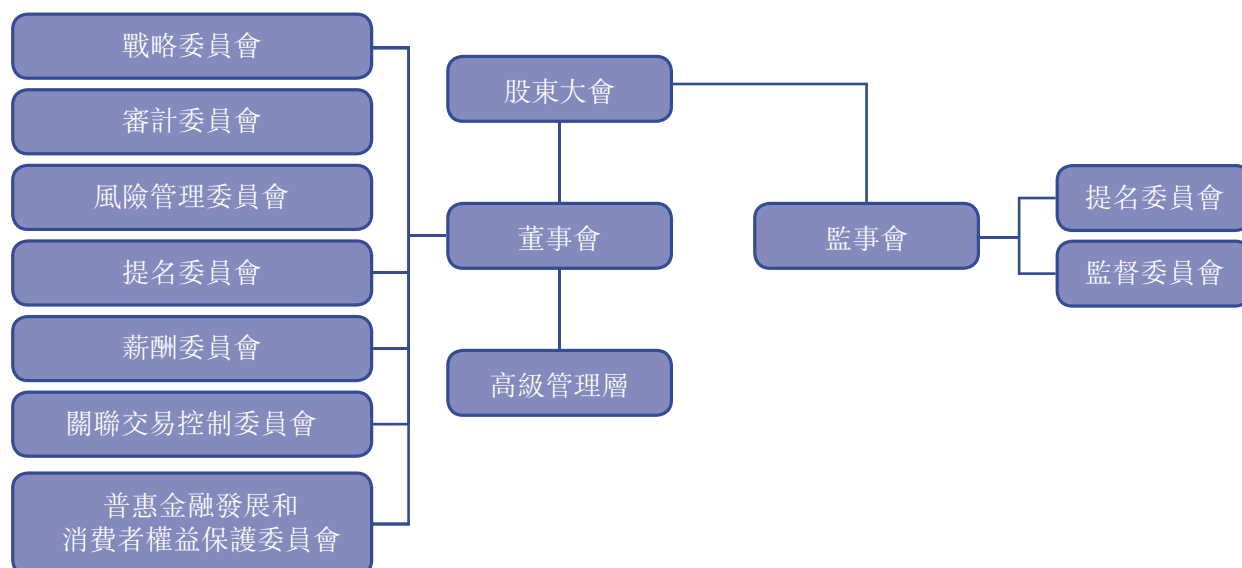 戰略委員會
審計委員會
風險管理委員會
提名委員會
薪酬委員會
關聯交易控制委員會
普惠金融發展和
消費者權益保護委員會
股東大會
董事會
高級管理層
監事會
提名委員會
監督委員會